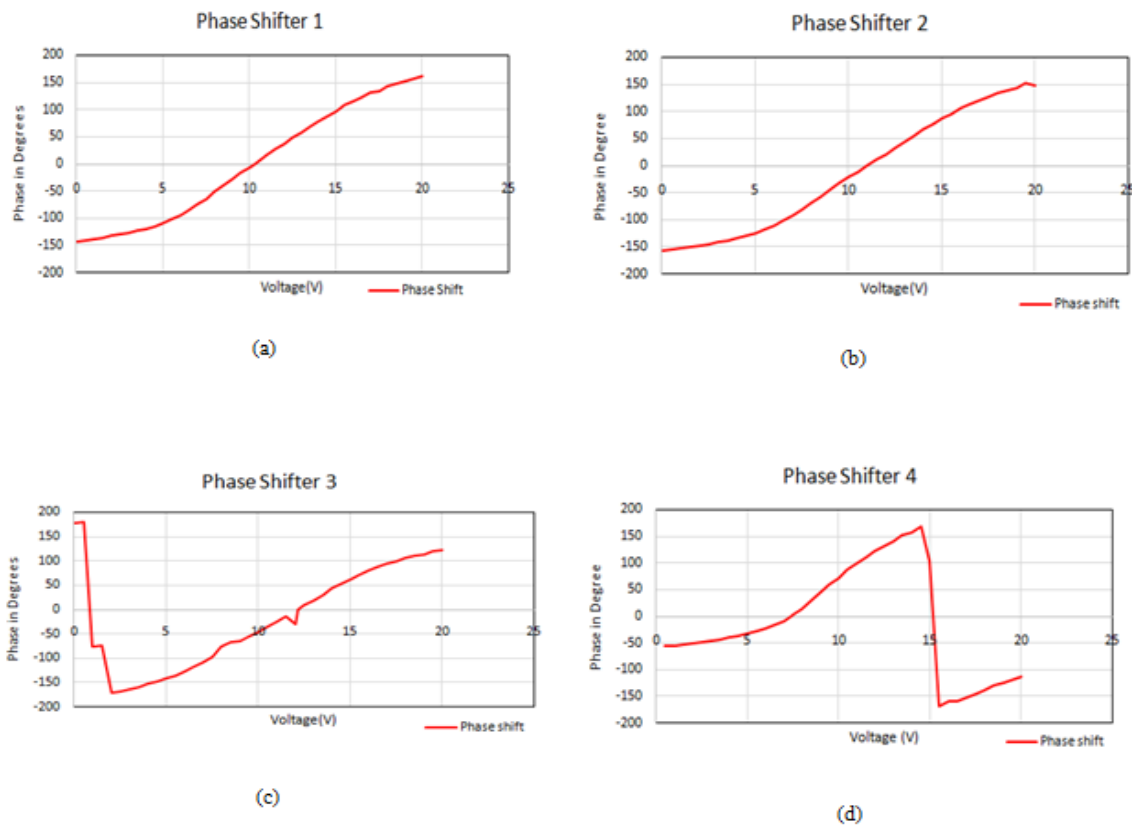 Phase Shifter 1
200
150
100
50
0
-50
-100
-150
-200
0 5 10 15 20 25
Phase in Degrees
Voltage(V)
Phase Shift
(a)
Phase Shifter 2
200
150
100
50
0
-50
-100
-150
-200
0 5 10 15 20 25
Phase in Degree
Voltage(V)
Phase shift
(b)
Phase Shifter 3
200
150
100
50
0
-50
-100
-150
-200
0 5 10 15 20 25
Phase in Degrees
Voltage(V)
Phase shift
(c)
Phase Shifter 4
200
150
100
50
0
-50
-100
-150
-200
0 5 10 15 20 25
Phase in Degree
Voltage (V)
Phase shift
(d)